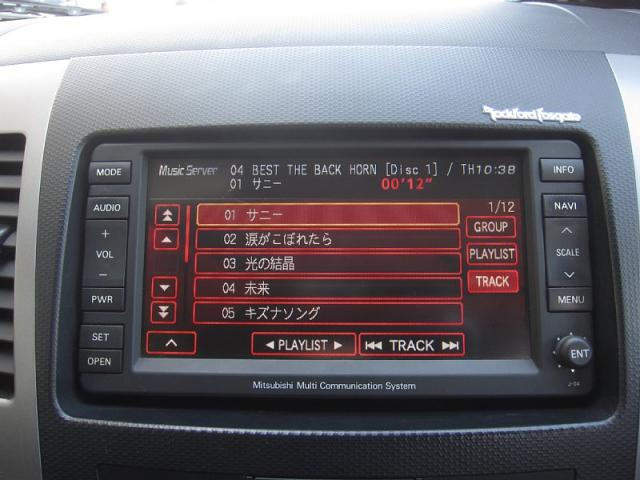 Rockford Fosgate
MODE
AUDIO
+
VOL
−
PWR
SET
OPEN
Music Server 04 BEST THE BACK HORN [Disc 1] / TH 10:38
01 サニー 00'12"
1/12
01 サニー
02 涙がこぼれたら
03 光の結晶
04 未来
05 キズナソング
GROUP
PLAYLIST
TRACK
◀ PLAYLIST ▶
⏮ TRACK ⏭
INFO
NAVI
SCALE
MENU
ENT
J-04
Mitsubishi Multi Communication System